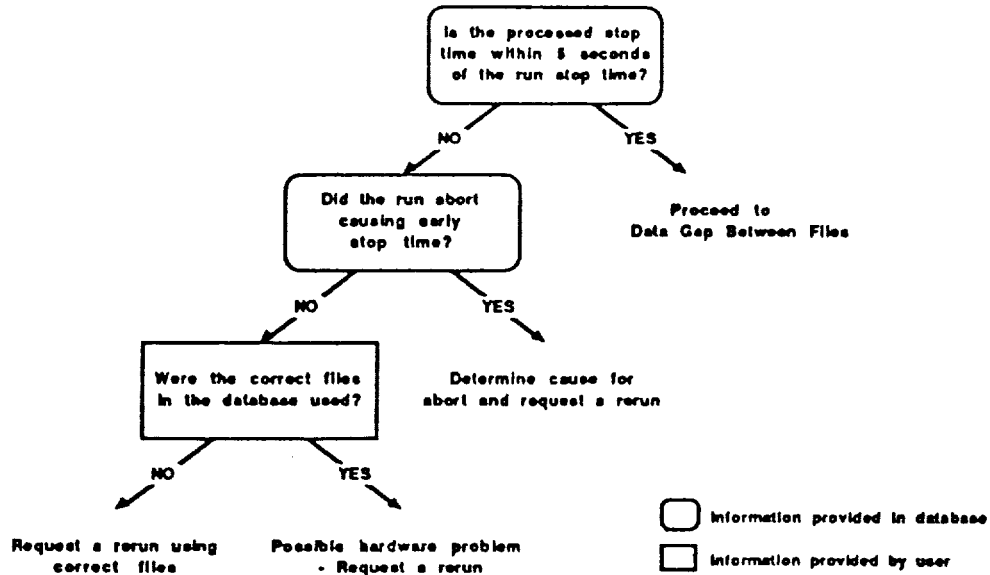 Is the processed stop
time within 5 seconds
of the run stop time?
NO
YES
Did the run abort
causing early
stop time?
Proceed to
Data Gap Between Files
NO
YES
Were the correct files
in the database used?
Determine cause for
abort and request a rerun
NO
YES
Request a rerun using
correct files
Possible hardware problem
- Request a rerun
Information provided in database
Information provided by user